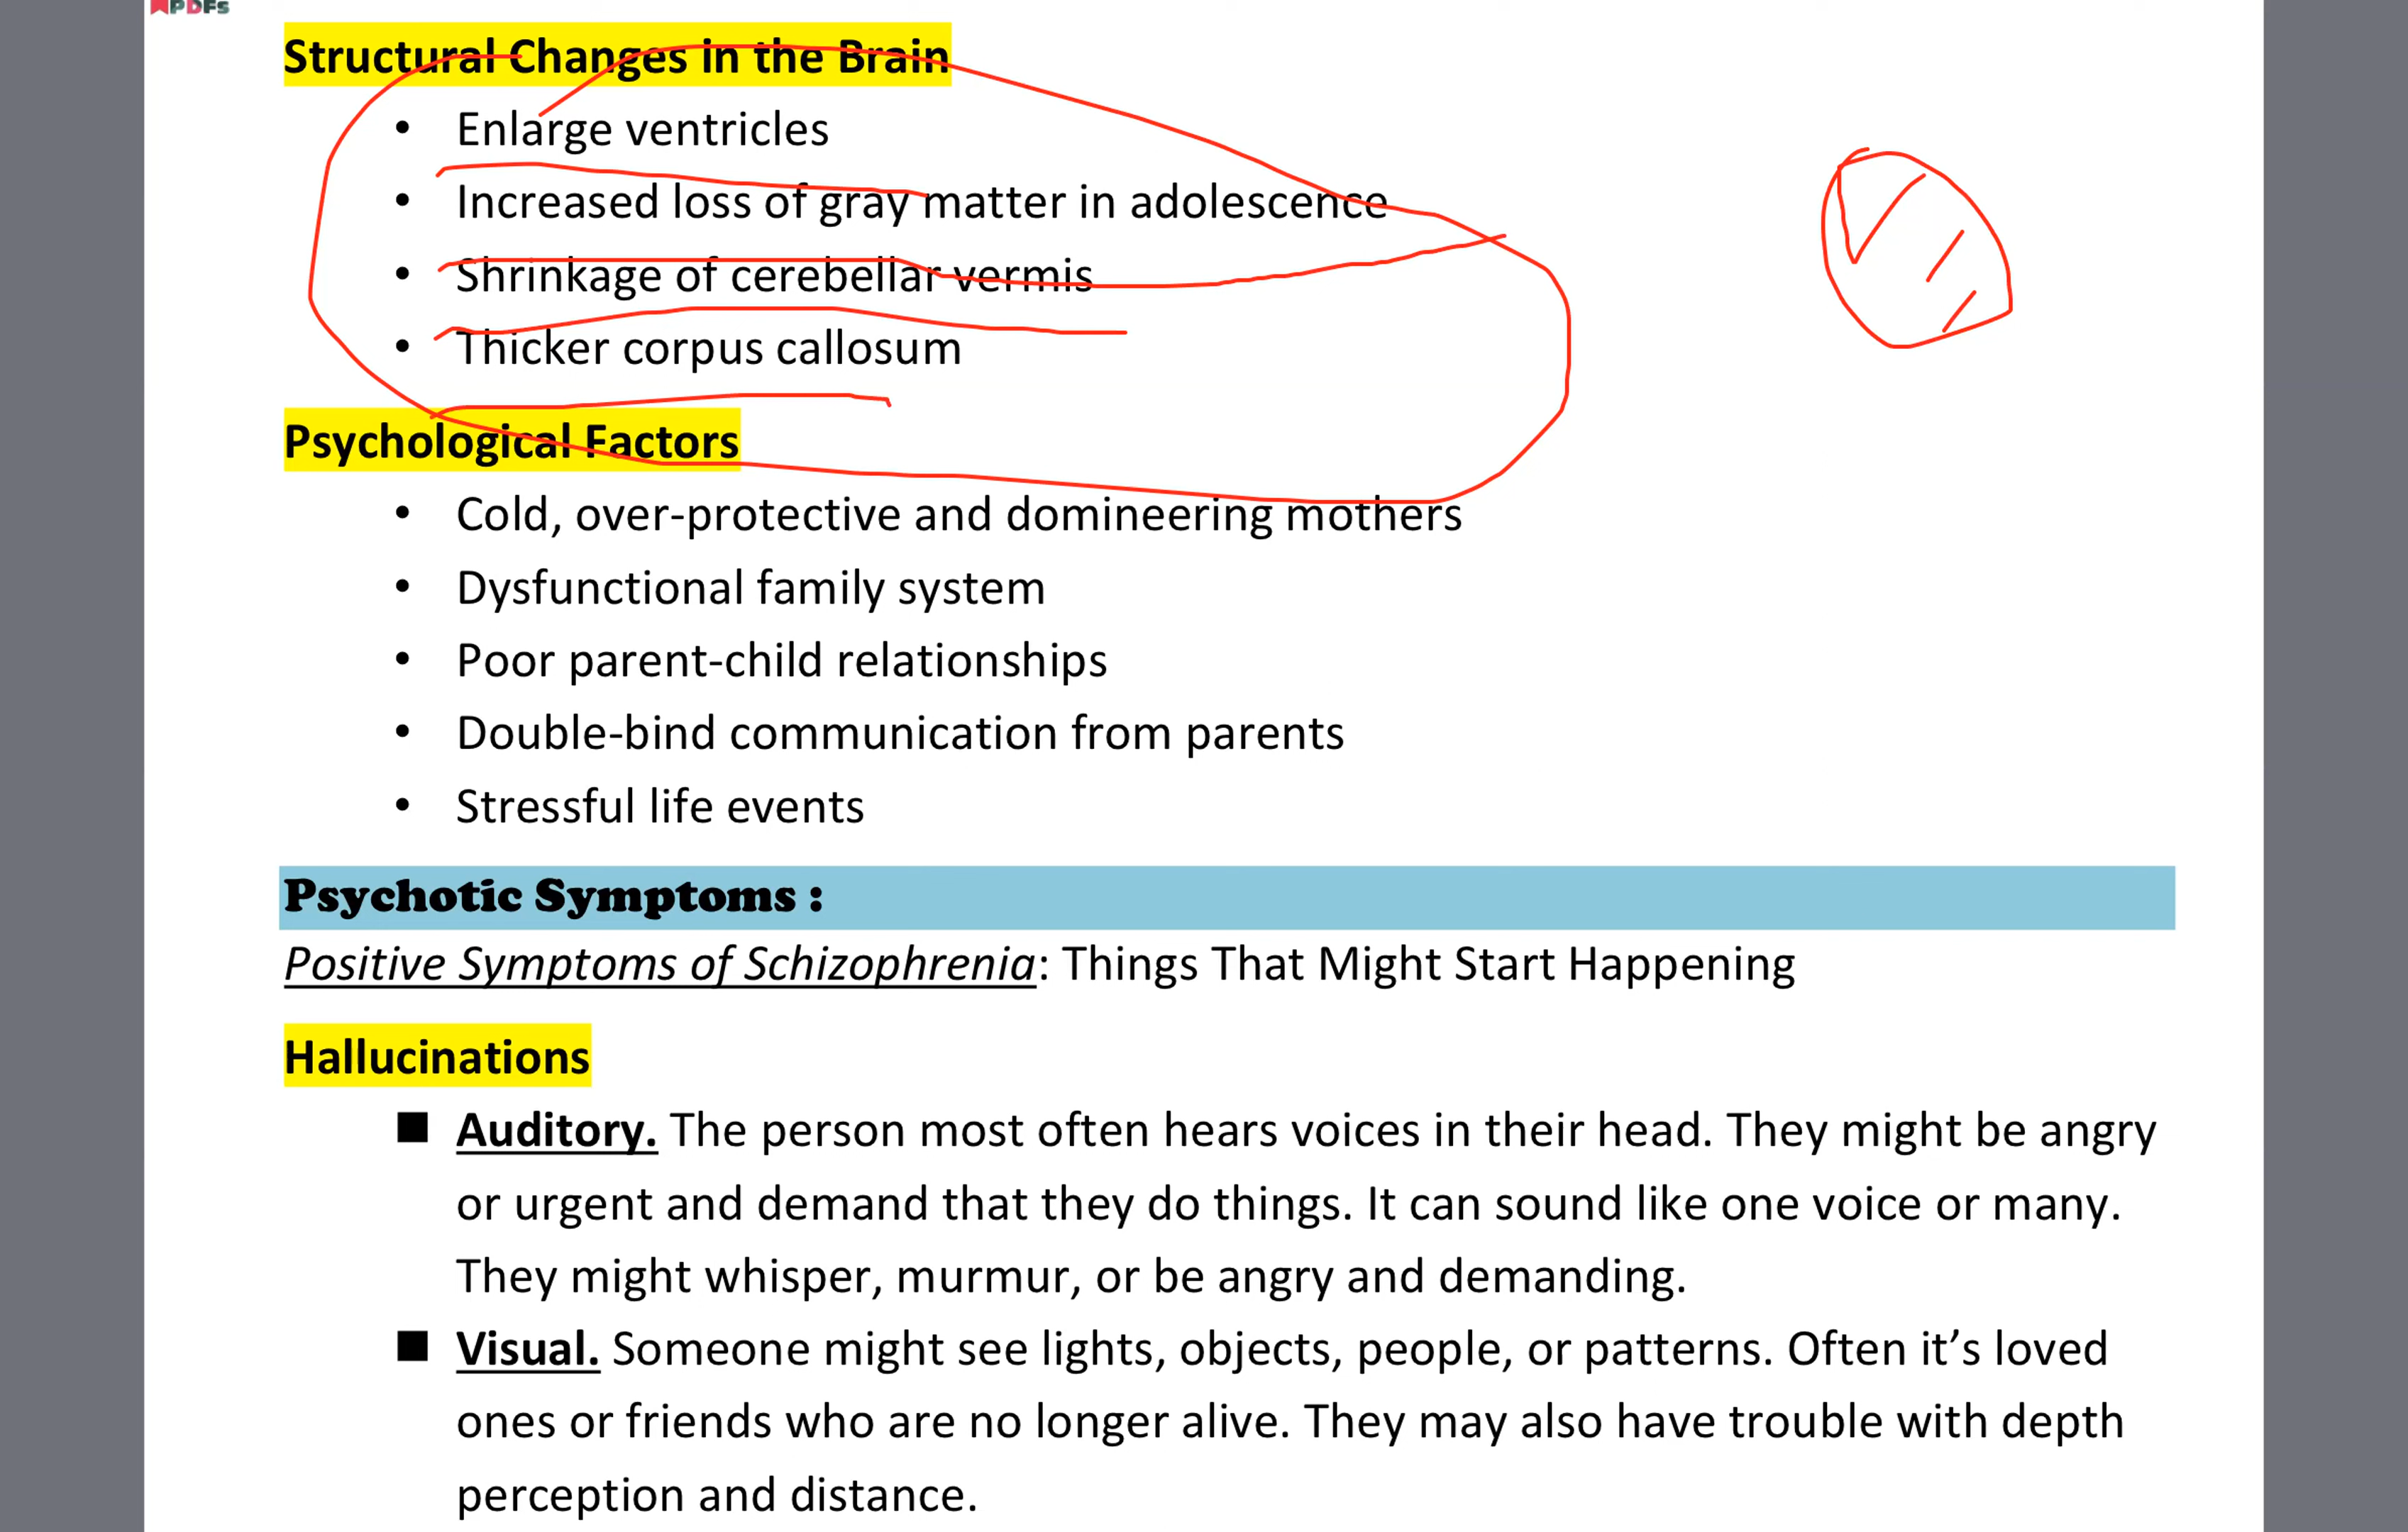 PDFs
Structural Changes in the Brain
• Enlarge ventricles
• Increased loss of gray matter in adolescence
• Shrinkage of cerebellar vermis
• Thicker corpus callosum
Psychological Factors
• Cold, over-protective and domineering mothers
• Dysfunctional family system
• Poor parent-child relationships
• Double-bind communication from parents
• Stressful life events
Psychotic Symptoms :
Positive Symptoms of Schizophrenia: Things That Might Start Happening
Hallucinations
■ Auditory. The person most often hears voices in their head. They might be angry
or urgent and demand that they do things. It can sound like one voice or many.
They might whisper, murmur, or be angry and demanding.
■ Visual. Someone might see lights, objects, people, or patterns. Often it’s loved
ones or friends who are no longer alive. They may also have trouble with depth
perception and distance.